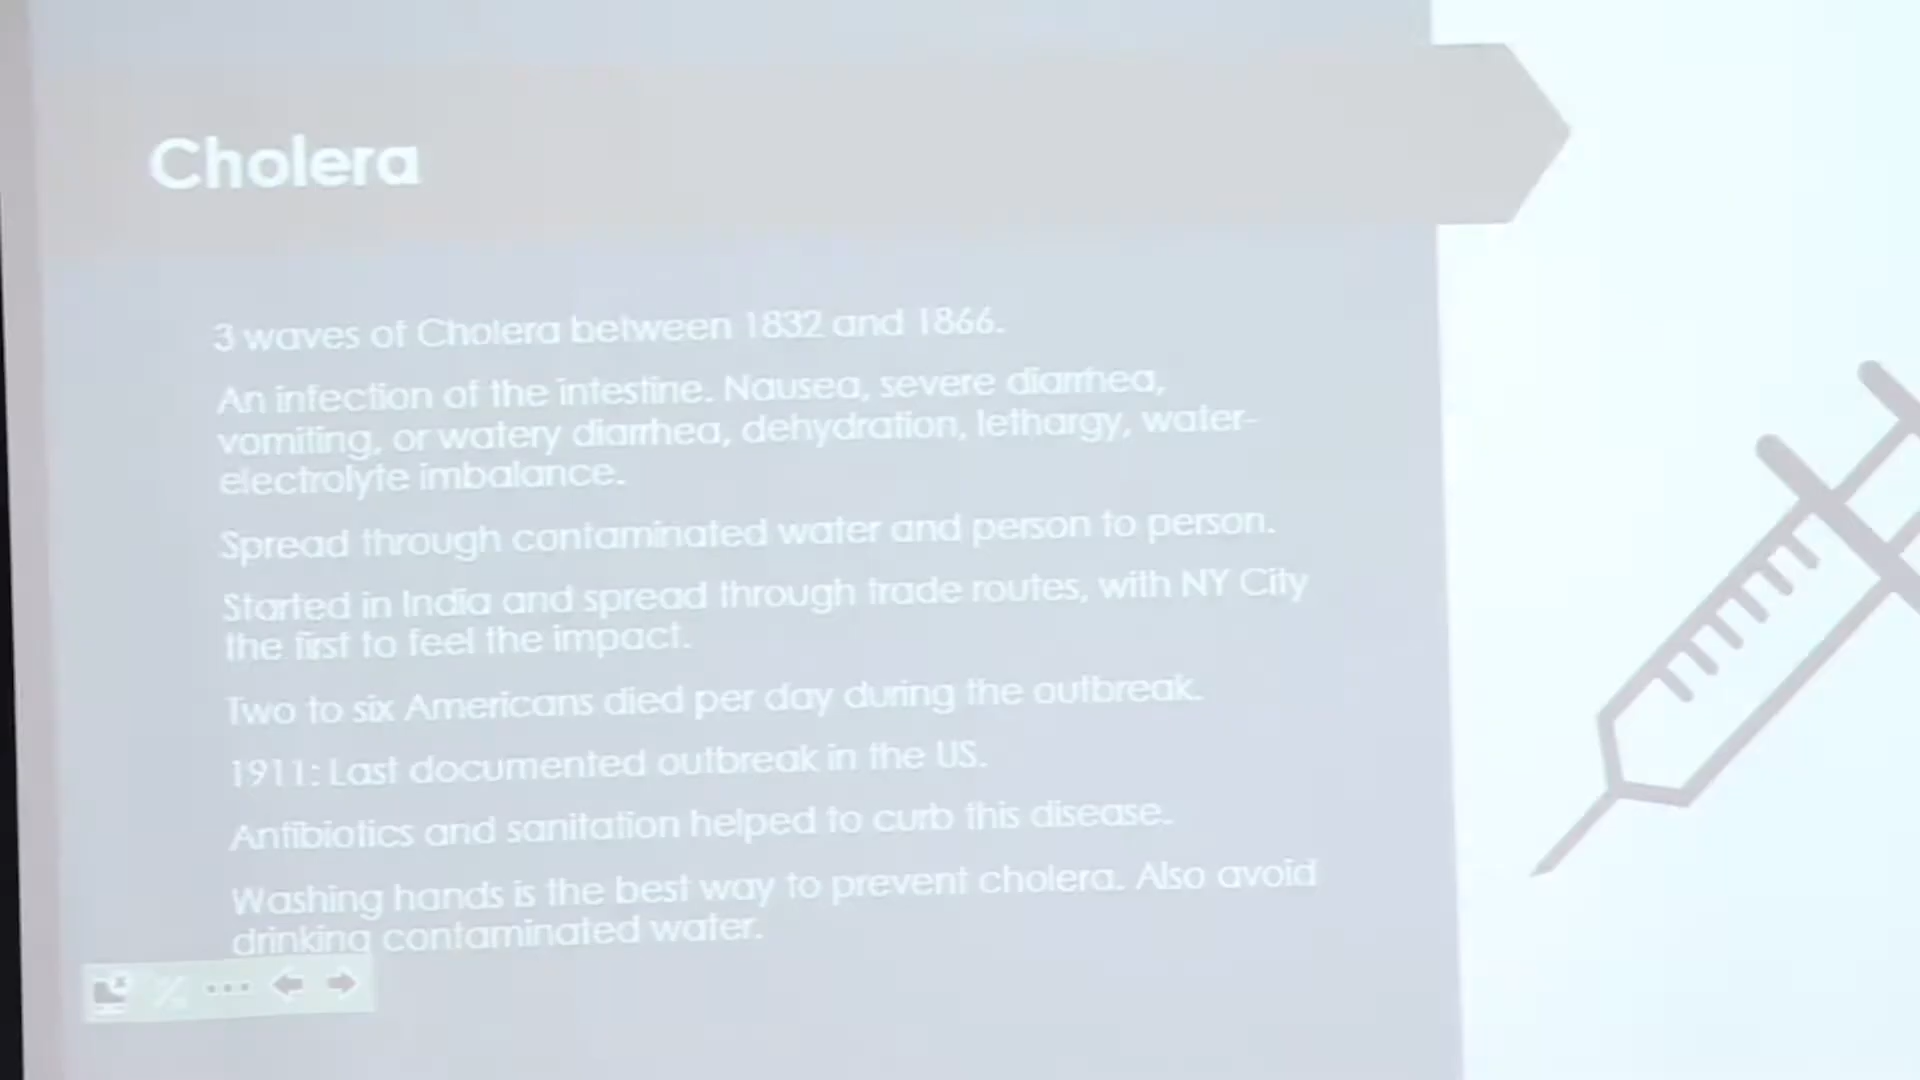 Cholera
3 waves of Cholera between 1832 and 1866.
An infection of the intestine. Nausea, severe diarrhea,
vomiting, or watery diarrhea, dehydration, lethargy, water-
electrolyte imbalance.
Spread through contaminated water and person to person.
Started in India and spread through trade routes, with NY City
the first to feel the impact.
Two to six Americans died per day during the outbreak.
1911: Last documented outbreak in the US.
Antibiotics and sanitation helped to curb this disease.
Washing hands is the best way to prevent cholera. Also avoid
drinking contaminated water.